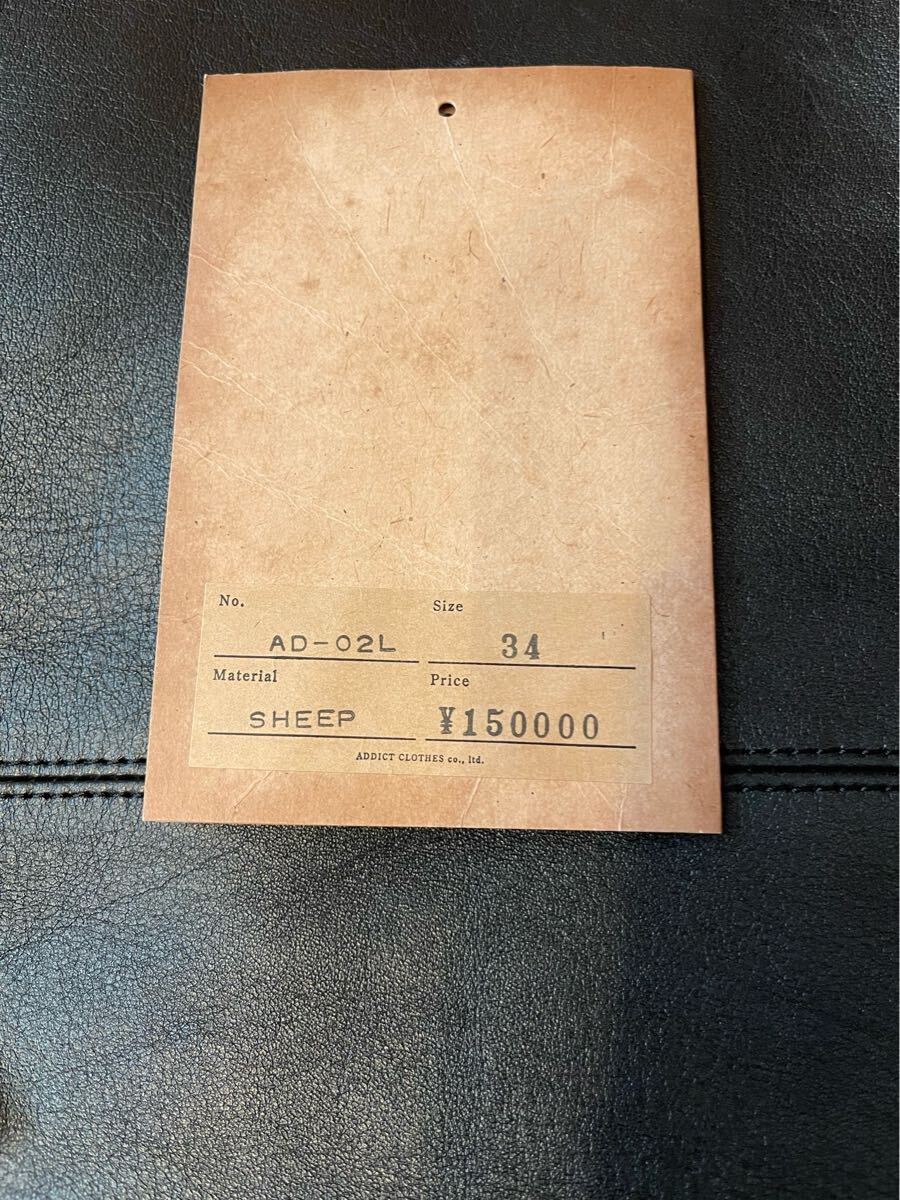 No. Size
AD-02L 34
Material Price
SHEEP ¥150000
ADDICT CLOTHES co., ltd.